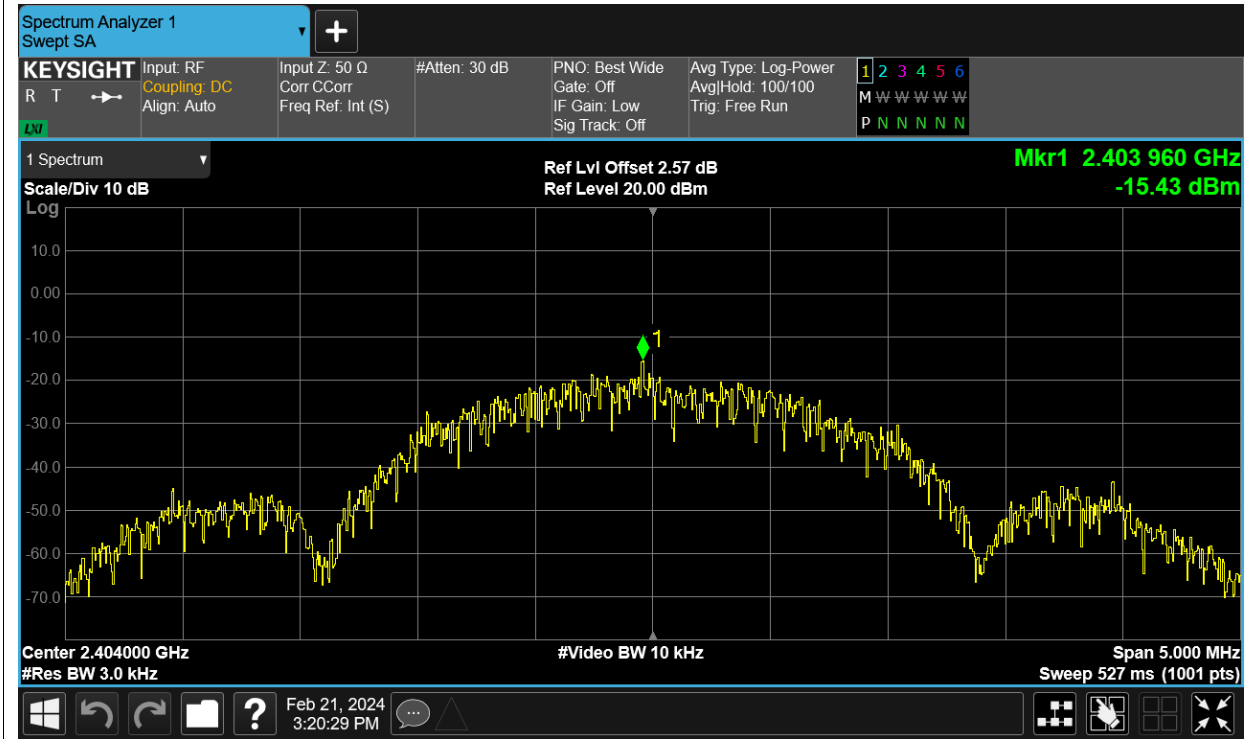 Spectrum Analyzer 1
Swept SA
KEYSIGHT
R T
LXI
Input: RF
Coupling: DC
Align: Auto
Input Z: 50 Ω
Corr CCorr
Freq Ref: Int (S)
#Atten: 30 dB
PNO: Best Wide
Gate: Off
IF Gain: Low
Sig Track: Off
Avg Type: Log-Power
Avg|Hold: 100/100
Trig: Free Run
1 2 3 4 5 6
M W W W W W
P N N N N N
1 Spectrum
Scale/Div 10 dB
Log
Ref Lvl Offset 2.57 dB
Ref Level 20.00 dBm
Mkr1 2.403 960 GHz
-15.43 dBm
10.0
0.00
-10.0
-20.0
-30.0
-40.0
-50.0
-60.0
-70.0
1
Center 2.404000 GHz
#Res BW 3.0 kHz
#Video BW 10 kHz
Span 5.000 MHz
Sweep 527 ms (1001 pts)
?
Feb 21, 2024
3:20:29 PM